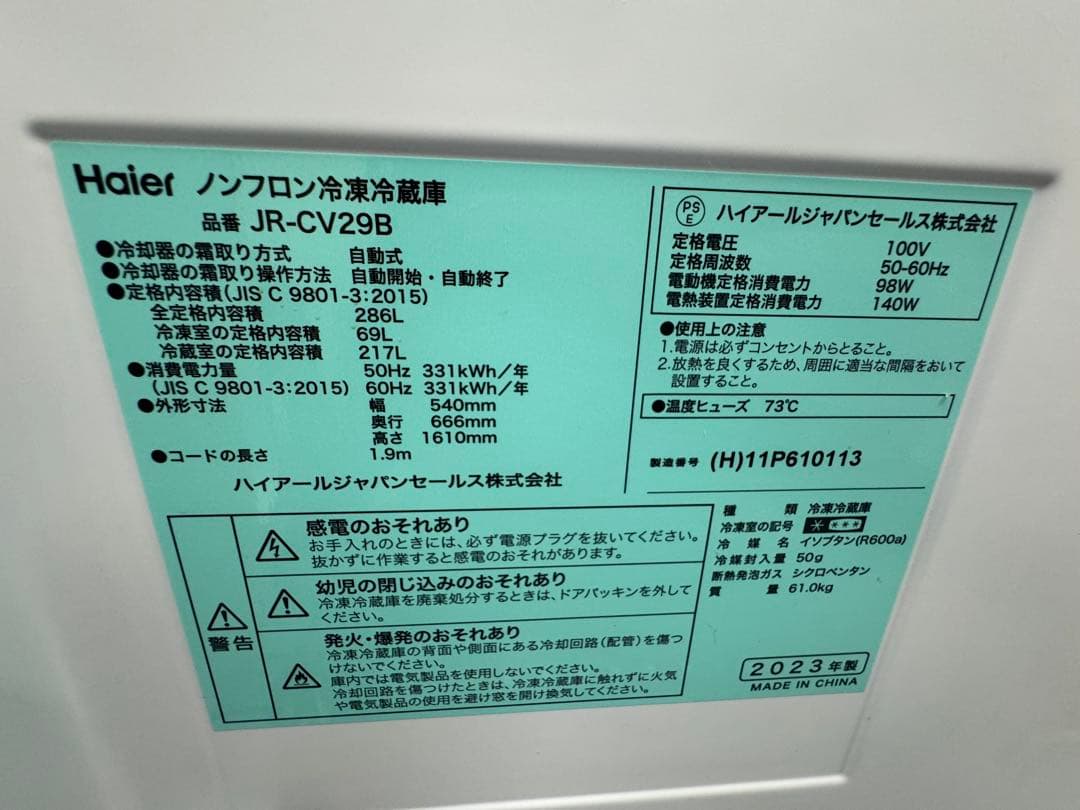 Haier ノンフロン冷凍冷蔵庫
品番 JR-CV29B
●冷却器の霜取り方式 自動式
●冷却器の霜取り操作方法 自動開始・自動終了
●定格内容積(JIS C 9801-3:2015)
全定格内容積 286L
冷凍室の定格内容積 69L
冷蔵室の定格内容積 217L
●消費電力量 50Hz 331kWh/年
(JIS C 9801-3:2015) 60Hz 331kWh/年
●外形寸法 幅 540mm
奥行 666mm
高さ 1610mm
●コードの長さ 1.9m
ハイアールジャパンセールス株式会社
PS
E
ハイアールジャパンセールス株式会社
定格電圧 100V
定格周波数 50-60Hz
電動機定格消費電力 98W
電熱装置定格消費電力 140W
●使用上の注意
1.電源は必ずコンセントからとること。
2.放熱を良くするため、周囲に適当な間隔をおいて
設置すること。
●温度ヒューズ 73℃
製造番号 (H)11P610113
種類 冷凍冷蔵庫
冷凍室の記号 * ***
冷媒名 イソブタン(R600a)
冷媒封入量 50g
断熱発泡ガス シクロペンタン
質量 61.0kg
2023年製
MADE IN CHINA
警告
感電のおそれあり
お手入れのときには、必ず電源プラグを抜いてください。
抜かずに作業すると感電のおそれがあります。
幼児の閉じ込みのおそれあり
冷凍冷蔵庫を廃棄処分するときは、ドアパッキンを外して
ください。
発火・爆発のおそれあり
冷凍冷蔵庫の背面や側面にある冷却回路(配管)を傷つ
けないでください。
庫内では電気製品を使用しないでください。
冷却回路を傷つけたときは、冷凍冷蔵庫に触れずに火気
や電気製品の使用を避け窓を開け換気してください。